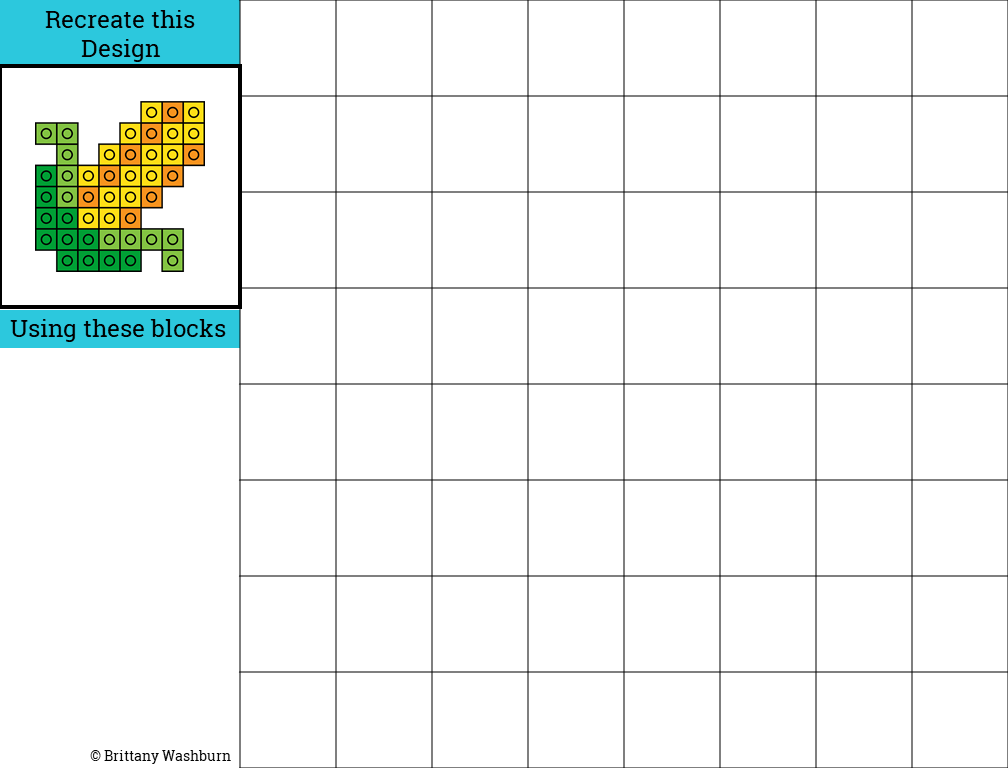 Recreate this
Design
Using these blocks
© Brittany Washburn